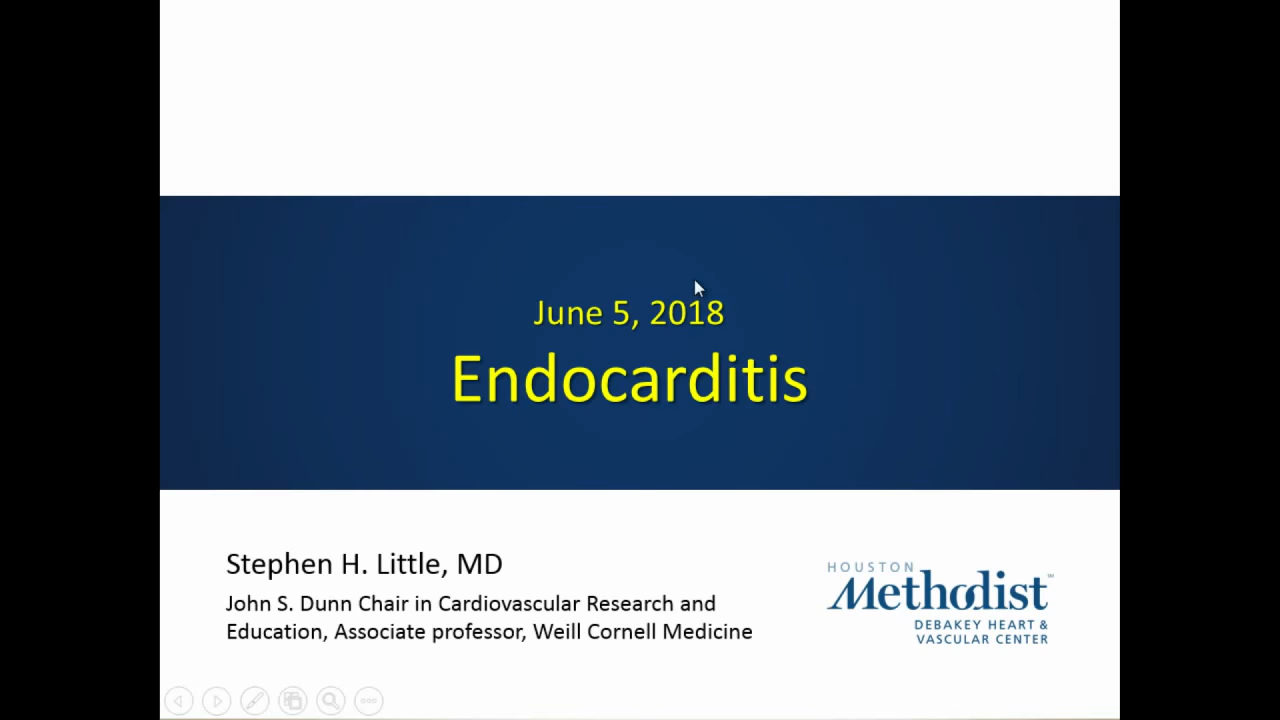 June 5, 2018
Endocarditis
Stephen H. Little, MD
John S. Dunn Chair in Cardiovascular Research and
Education, Associate professor, Weill Cornell Medicine
HOUSTON
Methodist™
DEBAKEY HEART &
VASCULAR CENTER